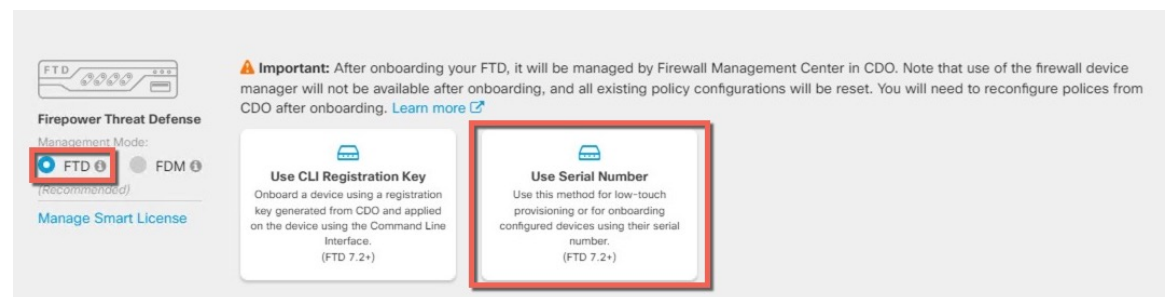 FTD
Firepower Threat Defense
Management Mode:
FTD
FDM
(Recommended)
Manage Smart License
Important: After onboarding your FTD, it will be managed by Firewall Management Center in CDO. Note that use of the firewall device
manager will not be available after onboarding, and all existing policy configurations will be reset. You will need to reconfigure polices from
CDO after onboarding. Learn more
Use CLI Registration Key
Onboard a device using a registration
key generated from CDO and applied
on the device using the Command Line
Interface.
(FTD 7.2+)
Use Serial Number
Use this method for low-touch
provisioning or for onboarding
configured devices using their serial
number.
(FTD 7.2+)